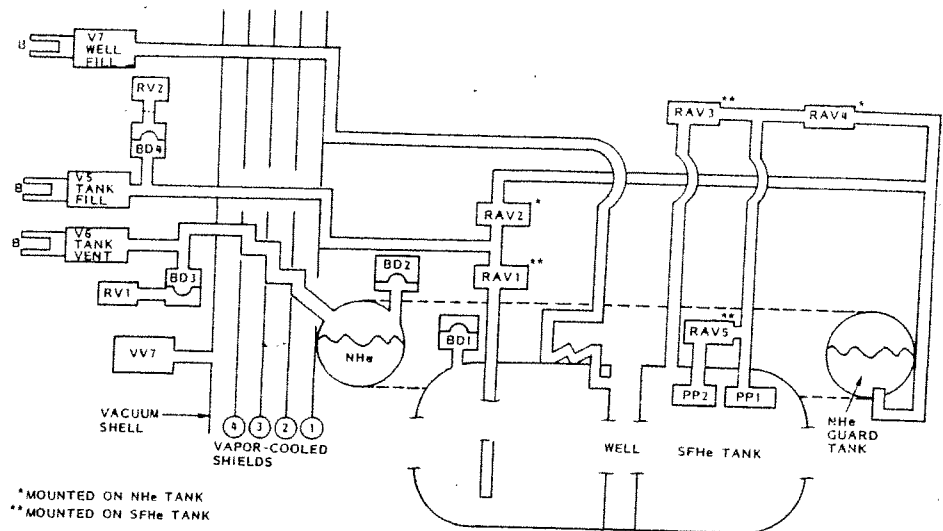 B
V7
WELL
FILL
RV2
BD4
RAV3
**
RAV4
*
B
V5
TANK
FILL
RAV2
*
B
V6
TANK
VENT
BD3
RV1
BD2
RAV1
**
BD1
RAV5
**
VV7
NHe
PP2
PP1
NHe
GUARD
TANK
VACUUM
SHELL
4
3
2
1
VAPOR-COOLED
SHIELDS
WELL
SFHe TANK
*MOUNTED ON NHe TANK
**MOUNTED ON SFHe TANK